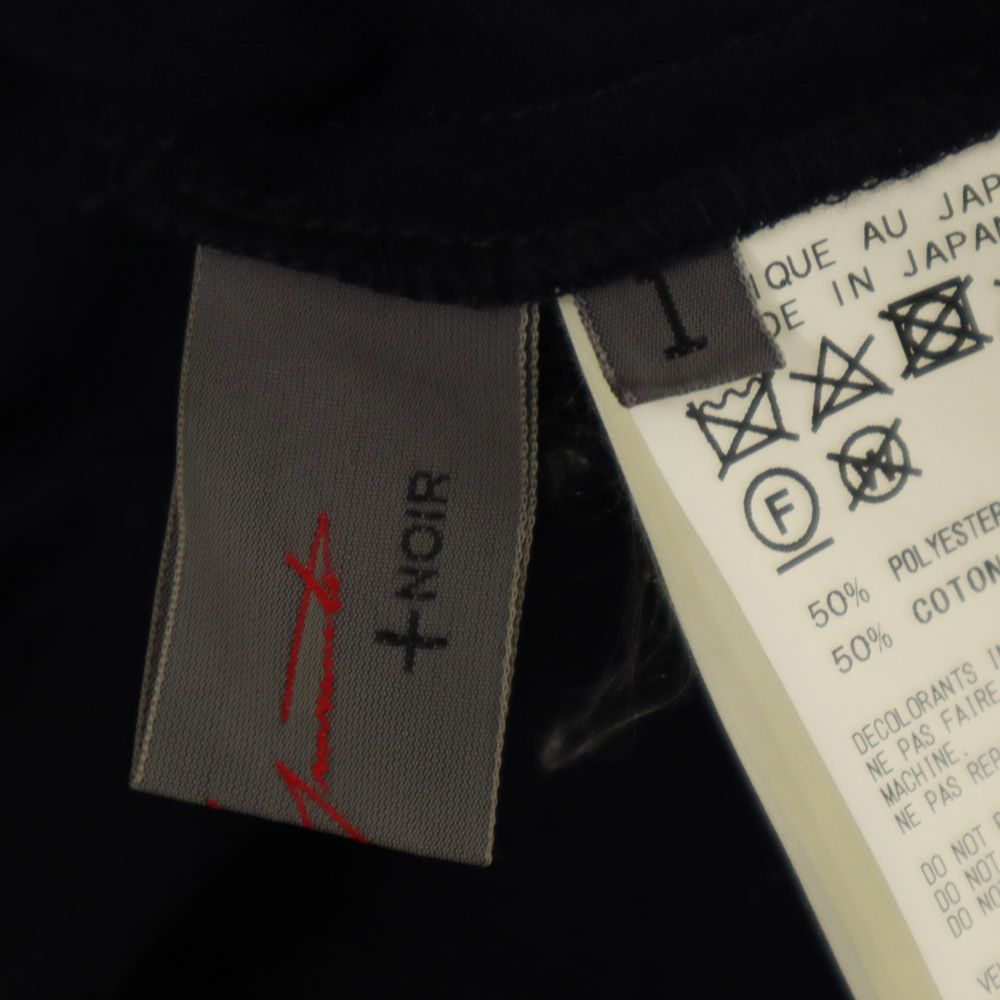 +NOIR
1
IQUE AU JAP
DE IN JAPAN
F
W
50% POLYESTER
50% COTON
DECOLORANTS
NE PAS FAIRE
MACHINE.
NE PAS REP
DO NOT
DO NOT
DO NO